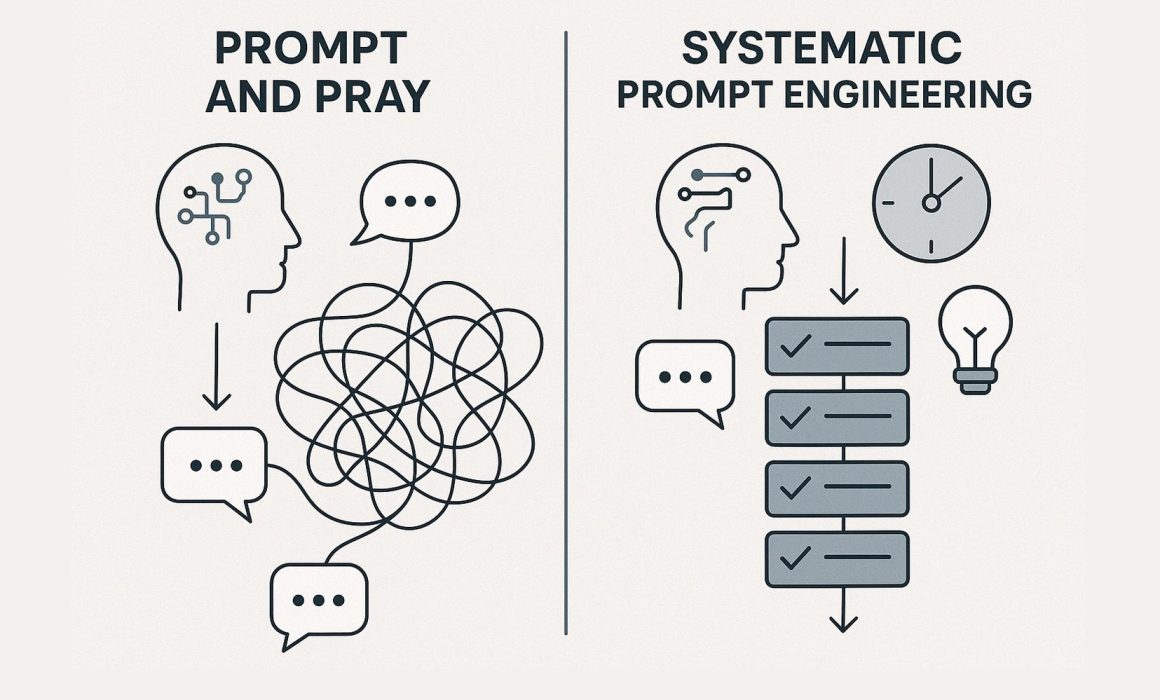 PROMPT
AND PRAY
SYSTEMATIC
PROMPT ENGINEERING